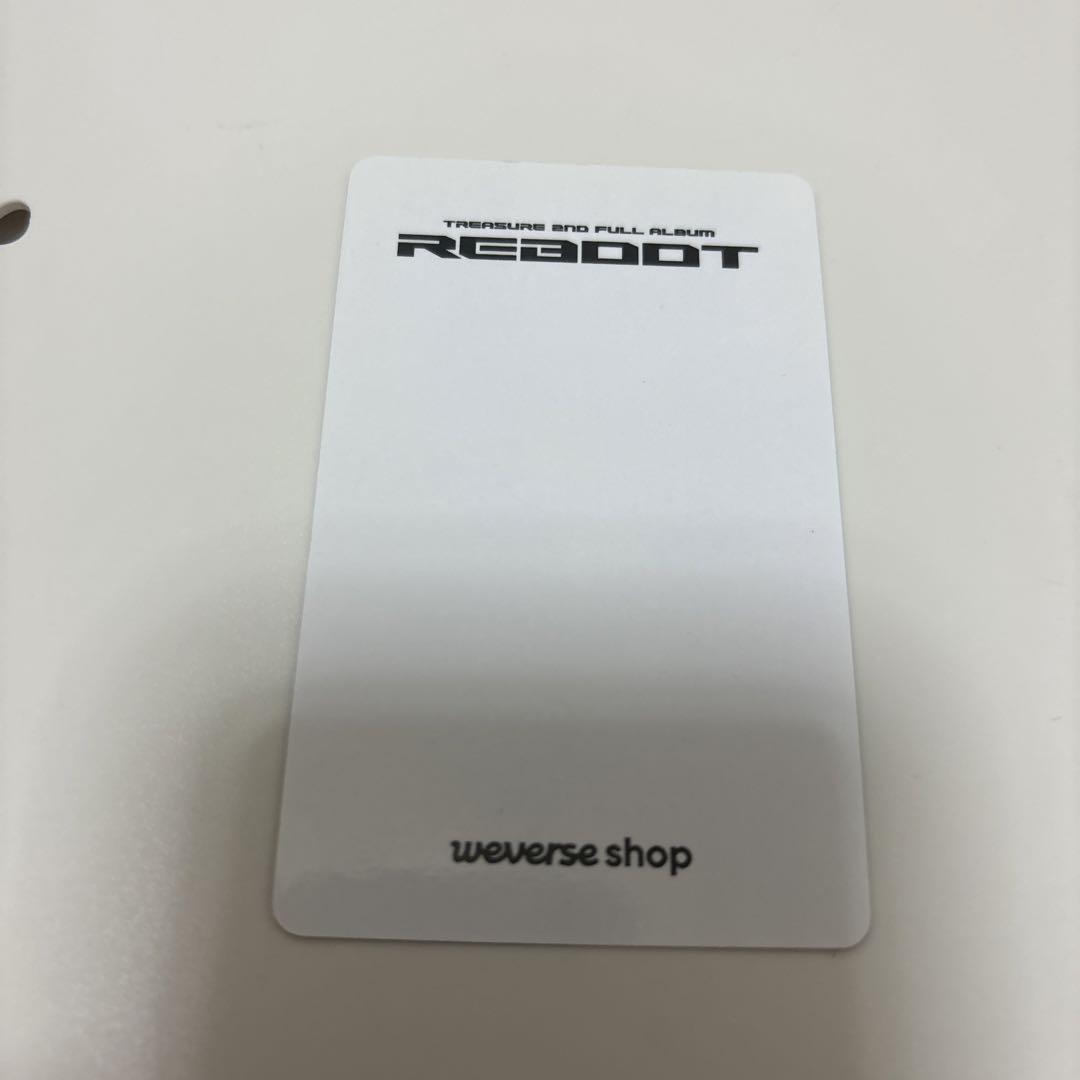 TREASURE 2ND FULL ALBUM
REBOOT
weverse shop